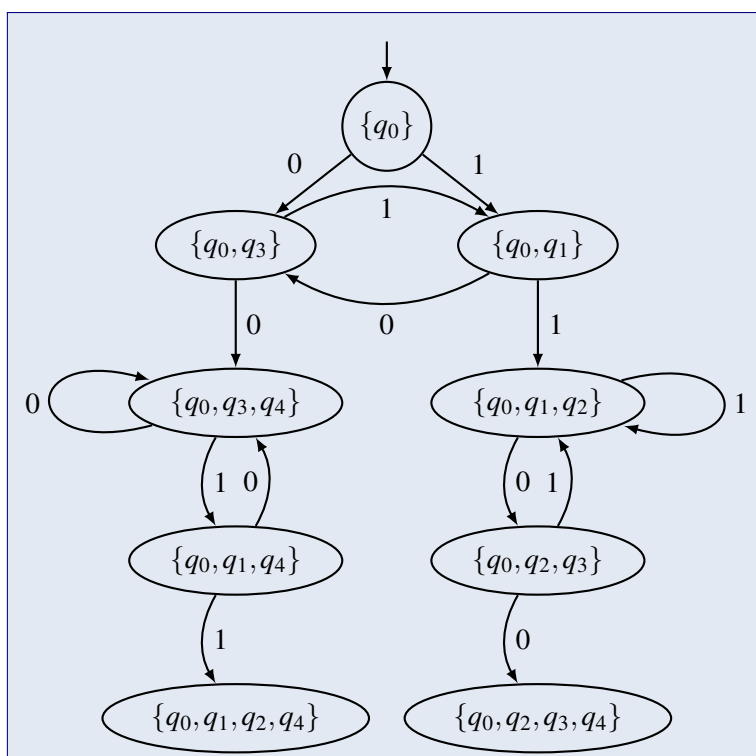 {q₀}
0 1
1
{q₀, q₃} {q₀, q₁}
0
0 1
0 {q₀, q₃, q₄} {q₀, q₁, q₂} 1
1 0 0 1
{q₀, q₁, q₄} {q₀, q₂, q₃}
1 0
{q₀, q₁, q₂, q₄} {q₀, q₂, q₃, q₄}